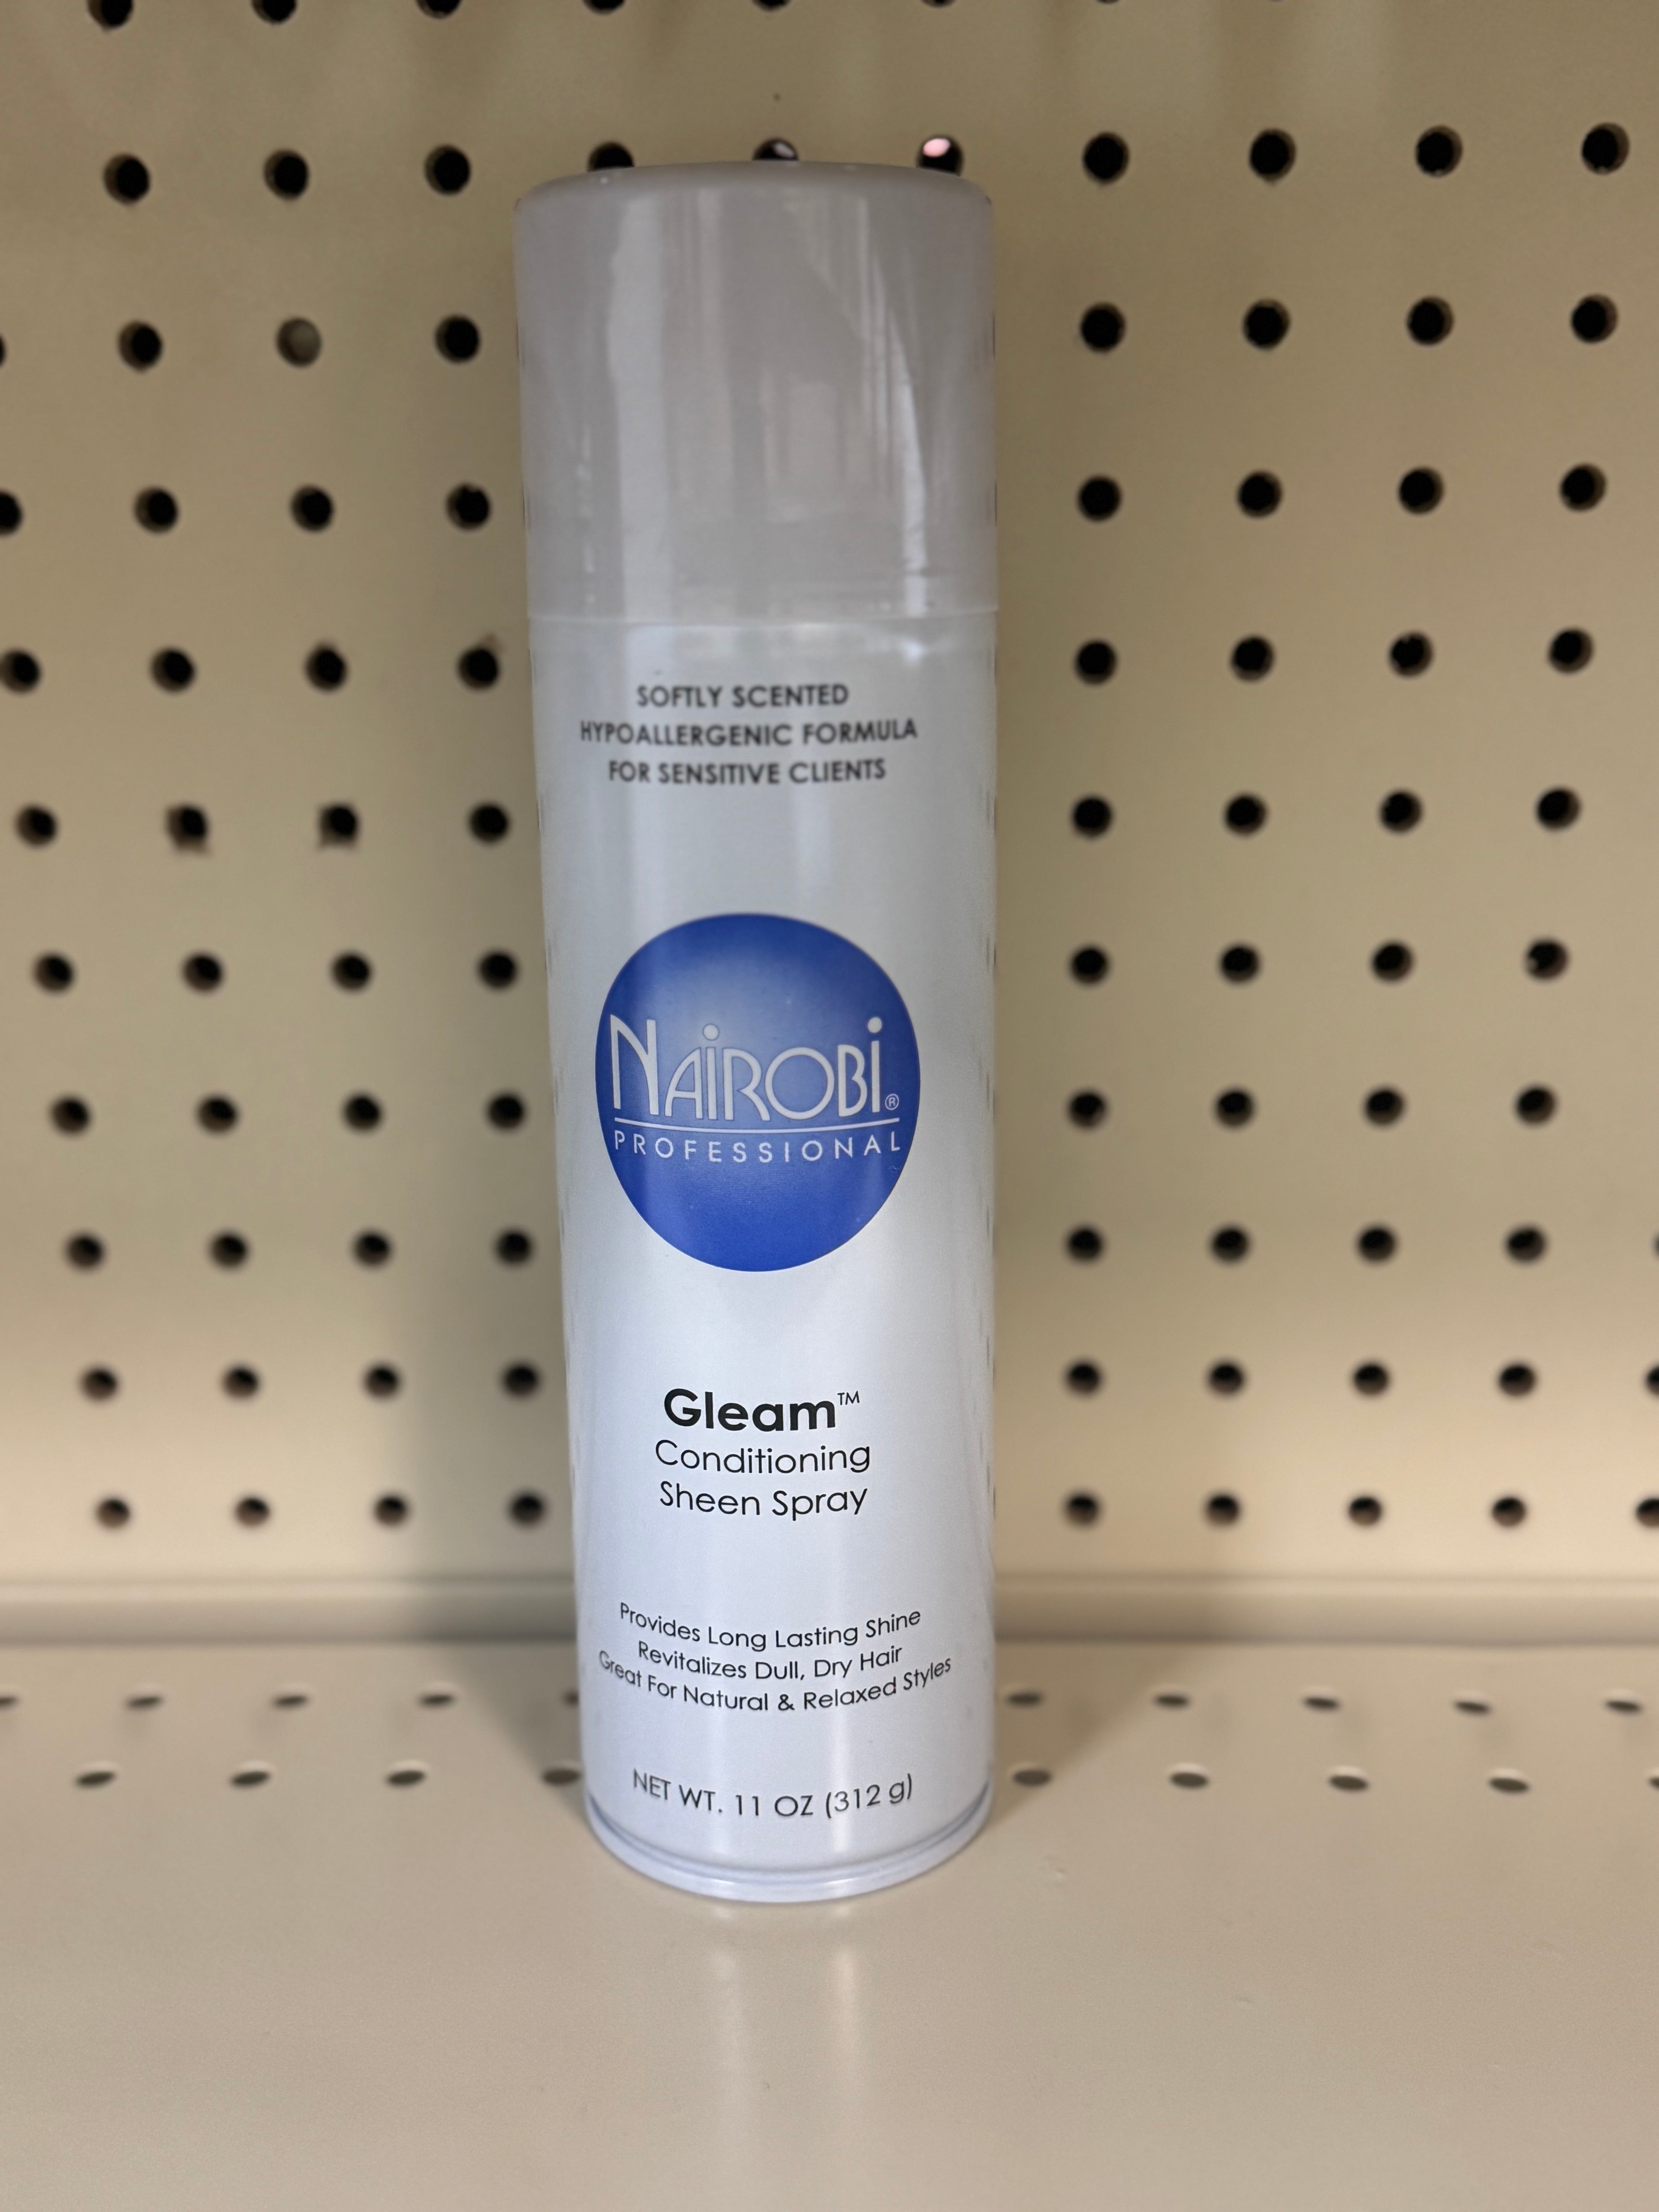 SOFTLY SCENTED
HYPOALLERGENIC FORMULA
FOR SENSITIVE CLIENTS
NAiROBi®
PROFESSIONAL
Gleam™
Conditioning
Sheen Spray
Provides Long Lasting Shine
Revitalizes Dull, Dry Hair
Great For Natural & Relaxed Styles
NET WT. 11 OZ (312 g)